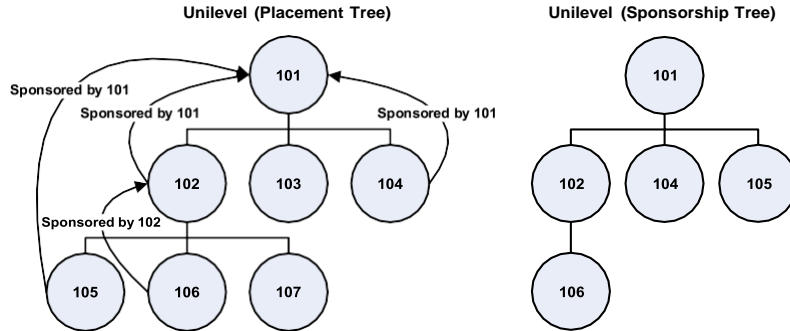 Unilevel (Placement Tree)
Unilevel (Sponsorship Tree)
101
101
Sponsored by 101
Sponsored by 101
Sponsored by 101
102
103
104
102
104
105
Sponsored by 102
105
106
107
106